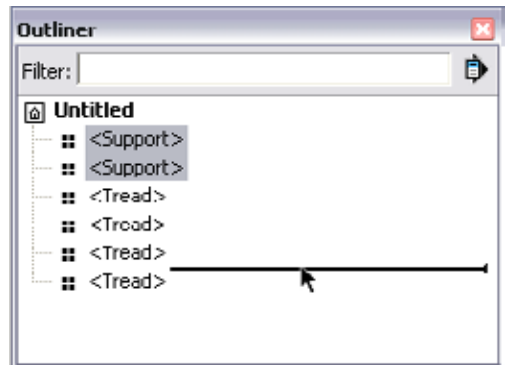 Outliner
Filter:
Untitled
<Support>
<Support>
<Tread>
<Tread>
<Tread>
<Tread>